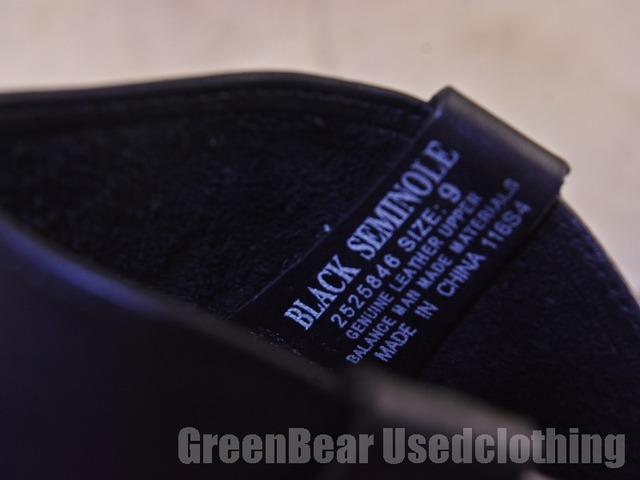 BLACK SEMINOLE
2525846 SIZE: 9
GENUINE LEATHER UPPER
BALANCE MAN MADE MATERIALS
MADE IN CHINA 116S4
GreenBear Usedclothing